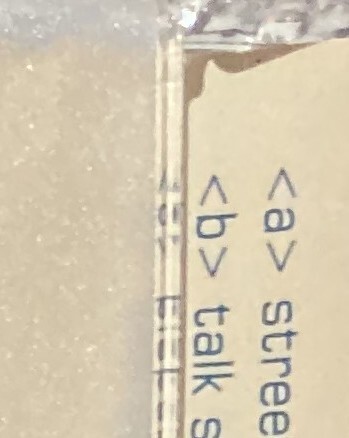 <a> stree
<b> talk s